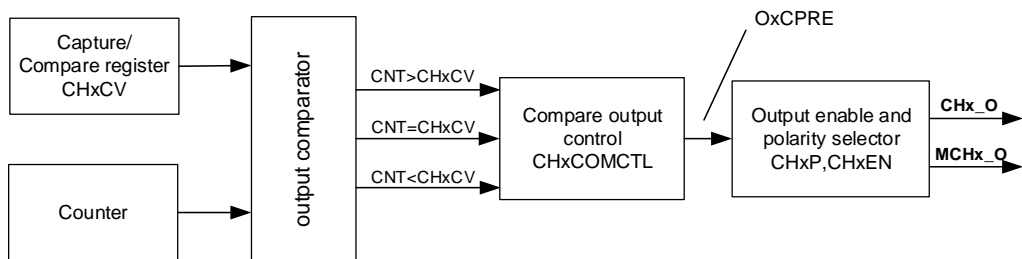 OxCPRE
Capture/
Compare register
CHxCV
Counter
output comparator
CNT>CHxCV
CNT=CHxCV
CNT<CHxCV
Compare output
control
CHxCOMCTL
Output enable and
polarity selector
CHxP,CHxEN
CHx_O
MCHx_O